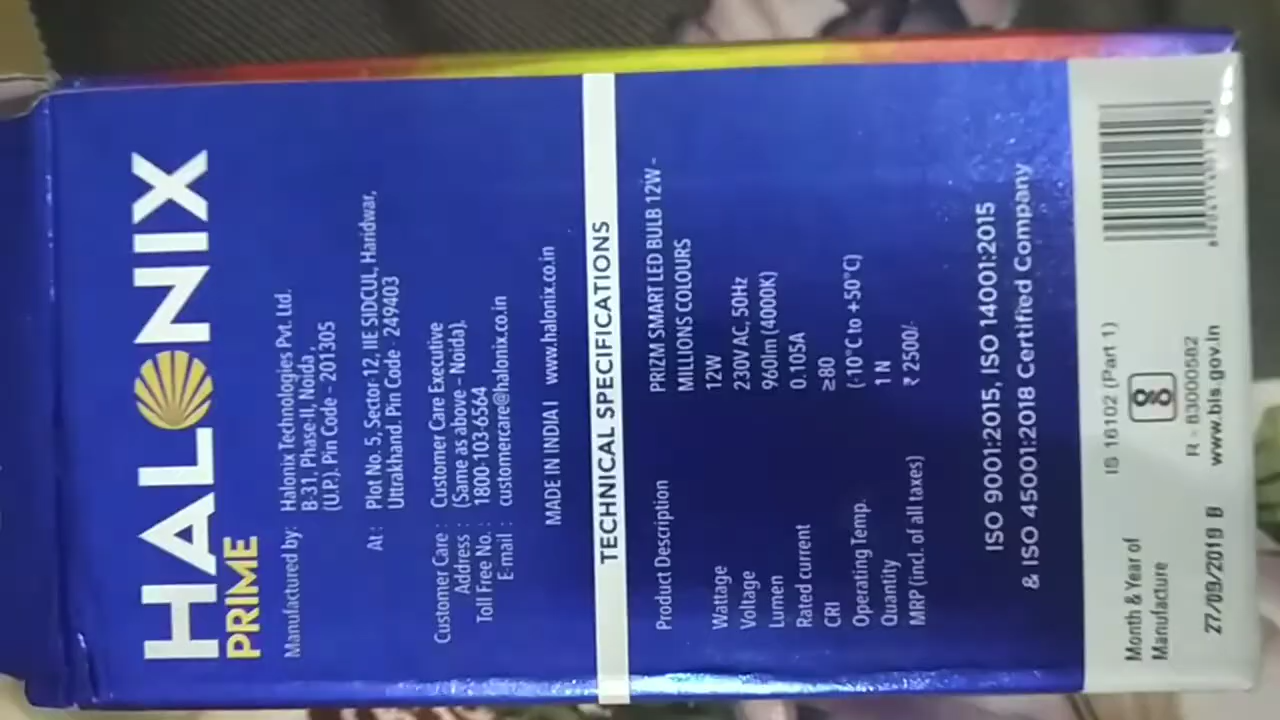 HALONIX
PRIME
Manufactured by: Halonix Technologies Pvt. Ltd.
B-31, Phase-II, Noida,
(U.P.). Pin Code - 201305
At : Plot No. 5, Sector-12, IIE SIDCUL, Haridwar,
Uttrakhand. Pin Code - 249403
Customer Care : Customer Care Executive
Address : (Same as above – Noida).
Toll Free No. : 1800-103-6564
E-mail : customercare@halonix.co.in
MADE IN INDIA I www.halonix.co.in
TECHNICAL SPECIFICATIONS
Product Description PRIZM SMART LED BULB 12W -
MILLIONS COLOURS
Wattage 12W
Voltage 230V AC, 50Hz
Lumen 960lm (4000K)
Rated current 0.105A
CRI ≥80
Operating Temp. (-10°C to +50°C)
Quantity 1 N
MRP (incl. of all taxes) ₹ 2500/-
ISO 9001:2015, ISO 14001:2015
& ISO 45001:2018 Certified Company
Month & Year of
Manufacture
27/09/2019 B
IS 16102 (Part 1)
R - 83000582
www.bis.gov.in